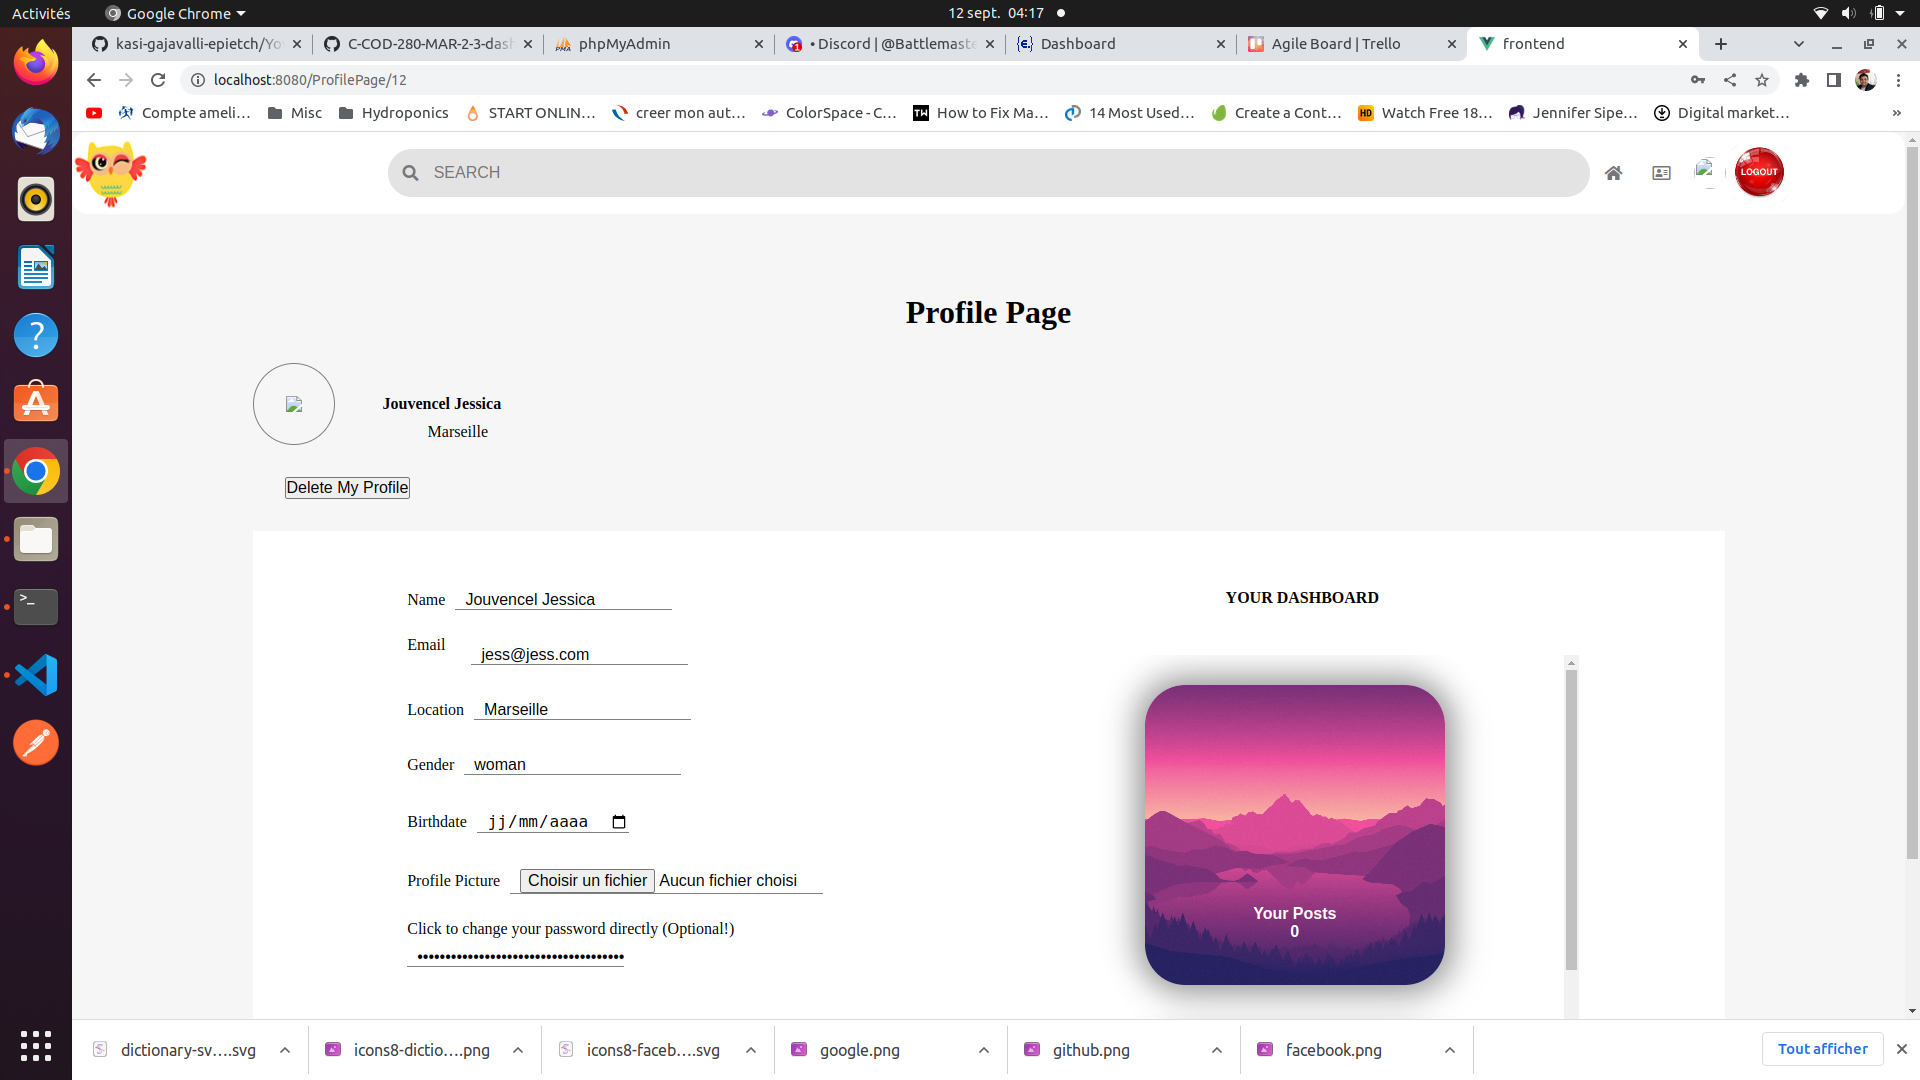 Activités
Google Chrome
12 sept. 04:17
kasi-gajavalli-epietch/Yo
C-COD-280-MAR-2-3-dash
phpMyAdmin
• Discord | @Battlemaste
Dashboard
Agile Board | Trello
frontend
localhost:8080/ProfilePage/12
Compte ameli…
Misc
Hydroponics
START ONLIN…
creer mon aut…
ColorSpace - C…
TW
How to Fix Ma…
14 Most Used…
Create a Cont…
HD
Watch Free 18…
Jennifer Sipe…
Digital market…
»
SEARCH
LOGOUT
Profile Page
Jouvencel Jessica
Marseille
Delete My Profile
Name Jouvencel Jessica
Email jess@jess.com
Location Marseille
Gender woman
Birthdate jj/mm/aaaa
Profile Picture Choisir un fichier Aucun fichier choisi
Click to change your password directly (Optional!)
YOUR DASHBOARD
Your Posts
0
dictionary-sv….svg
icons8-dictio….png
icons8-faceb….svg
google.png
github.png
facebook.png
Tout afficher